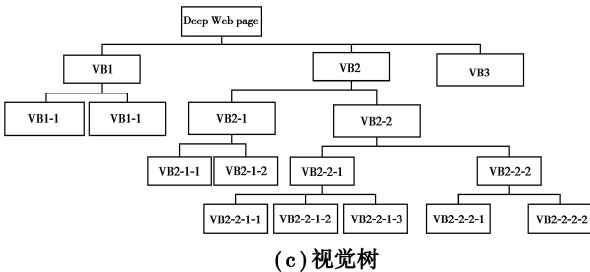 Deep Web page
VB1
VB2
VB3
VB1-1
VB1-1
VB2-1
VB2-2
VB2-1-1
VB2-1-2
VB2-2-1
VB2-2-2
VB2-2-1-1
VB2-2-1-2
VB2-2-1-3
VB2-2-2-1
VB2-2-2-2
(c)视觉树